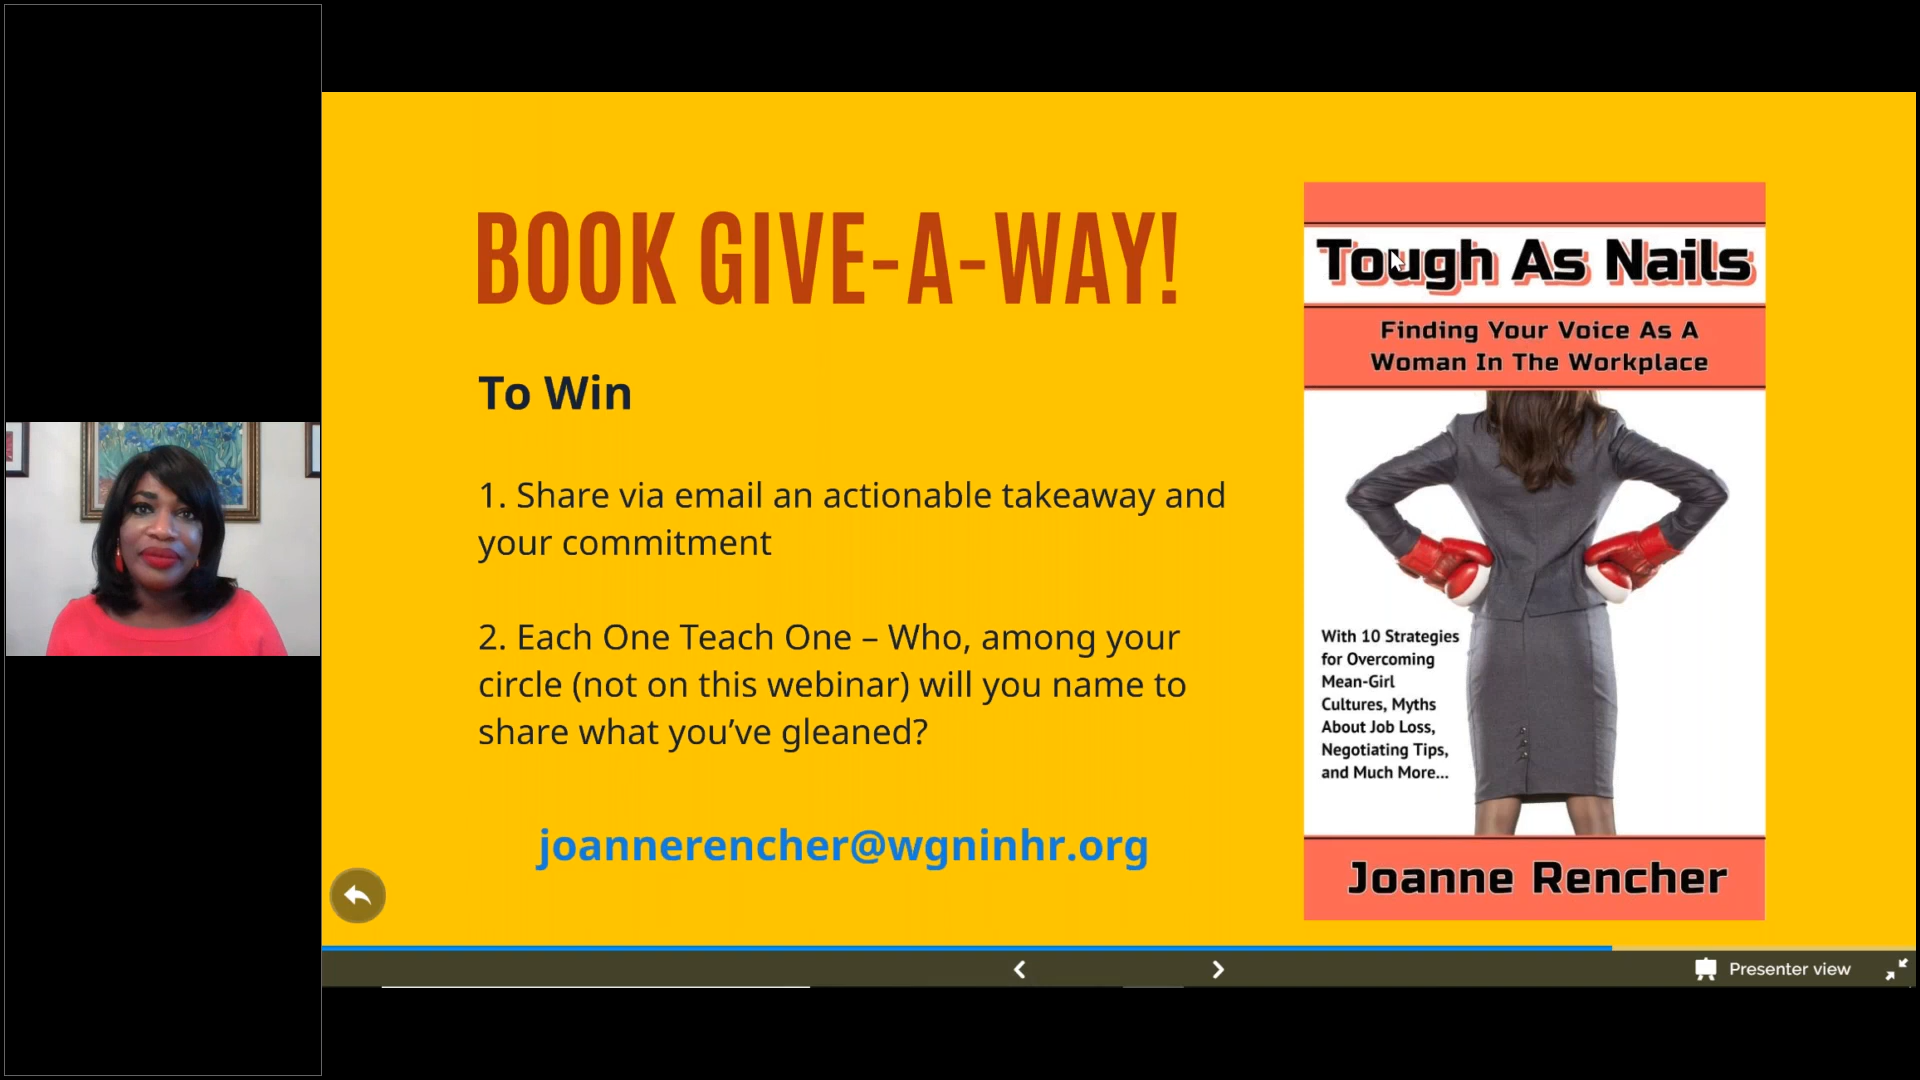 BOOK GIVE-A-WAY!
To Win
1. Share via email an actionable takeaway and
your commitment
2. Each One Teach One – Who, among your
circle (not on this webinar) will you name to
share what you’ve gleaned?
joannerencher@wgninhr.org
Tough As Nails
Finding Your Voice As A
Woman In The Workplace
With 10 Strategies
for Overcoming
Mean-Girl
Cultures, Myths
About Job Loss,
Negotiating Tips,
and Much More...
Joanne Rencher
Presenter view